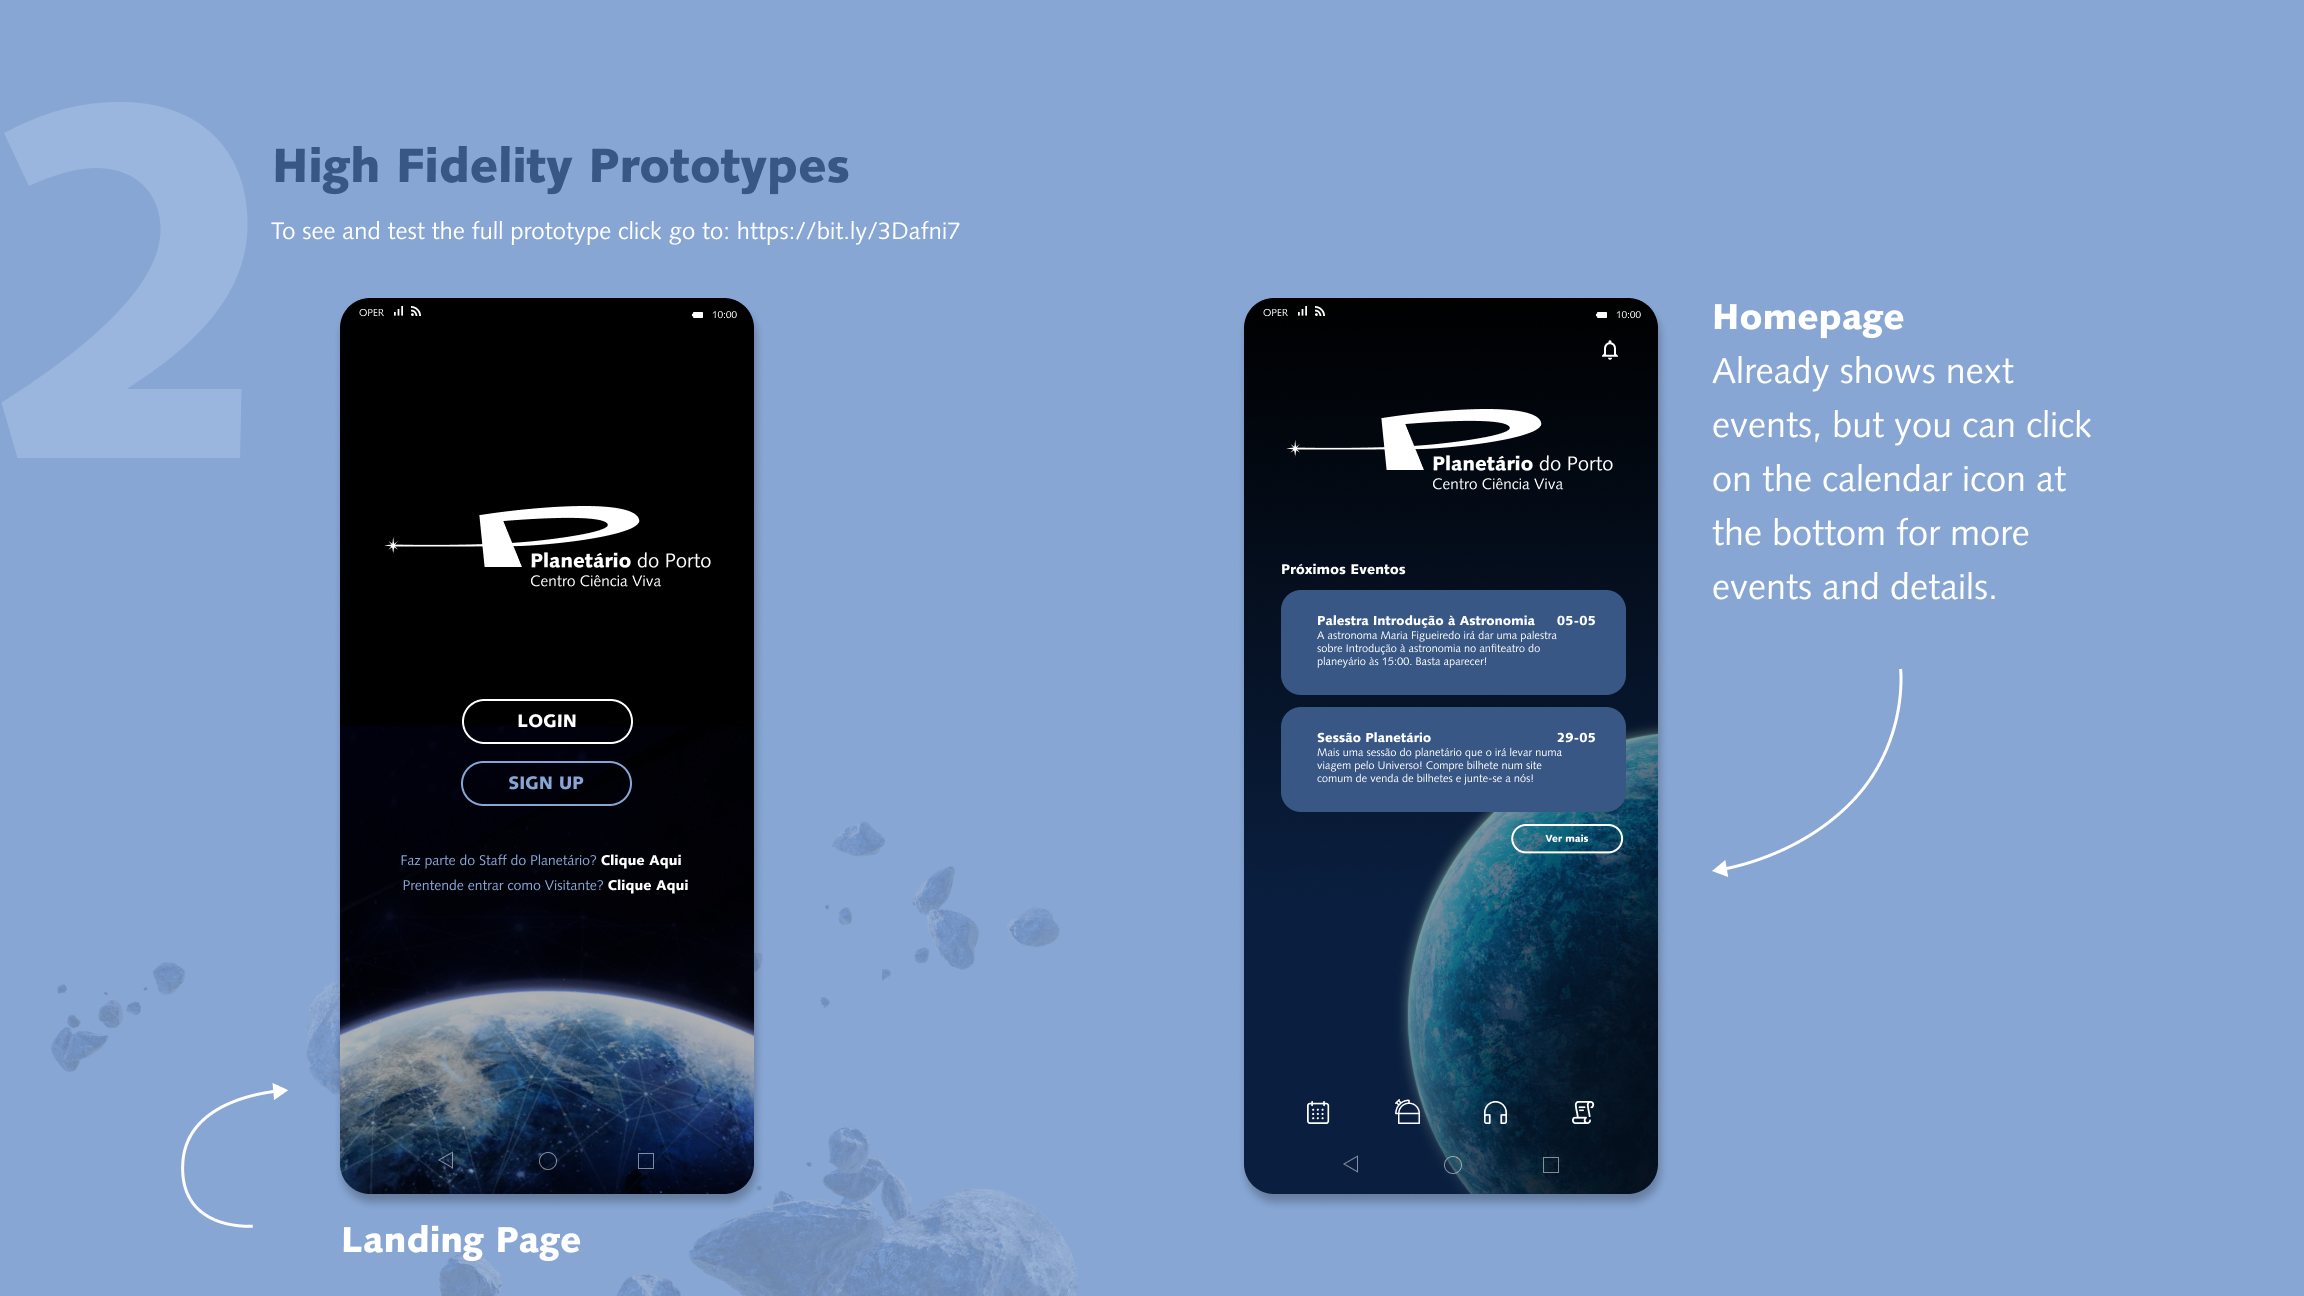 2
High Fidelity Prototypes
To see and test the full prototype click go to: https://bit.ly/3Dafni7
OPER
10:00
Planetário do Porto
Centro Ciência Viva
LOGIN
SIGN UP
Faz parte do Staff do Planetário? Clique Aqui
Prentende entrar como Visitante? Clique Aqui
Landing Page
OPER
10:00
Planetário do Porto
Centro Ciência Viva
Próximos Eventos
Palestra Introdução à Astronomia 05-05
A astronoma Maria Figueiredo irá dar uma palestra
sobre Introdução à astronomia no anfiteatro do
planeyário às 15:00. Basta aparecer!
Sessão Planetário 29-05
Mais uma sessão do planetário que o irá levar numa
viagem pelo Universo! Compre bilhete num site
comum de venda de bilhetes e junte-se a nós!
Ver mais
Homepage
Already shows next
events, but you can click
on the calendar icon at
the bottom for more
events and details.